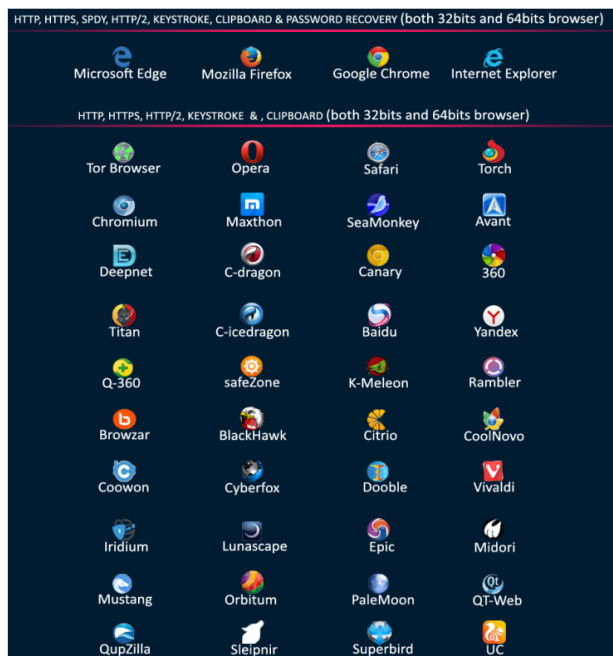 HTTP, HTTPS, SPDY, HTTP/2, KEYSTROKE, CLIPBOARD & PASSWORD RECOVERY (both 32bits and 64bits browser)
Microsoft Edge Mozilla Firefox Google Chrome Internet Explorer
HTTP, HTTPS, HTTP/2, KEYSTROKE & , CLIPBOARD (both 32bits and 64bits browser)
Tor Browser Opera Safari Torch
Chromium Maxthon SeaMonkey Avant
Deepnet C-dragon Canary 360
Titan C-icedragon Baidu Yandex
Q-360 safeZone K-Meleon Rambler
Browzar BlackHawk Citrio CoolNovo
Coowon Cyberfox Dooble Vivaldi
Iridium Lunascape Epic Midori
Mustang Orbitum PaleMoon QT-Web
QupZilla Sleipnir Superbird UC